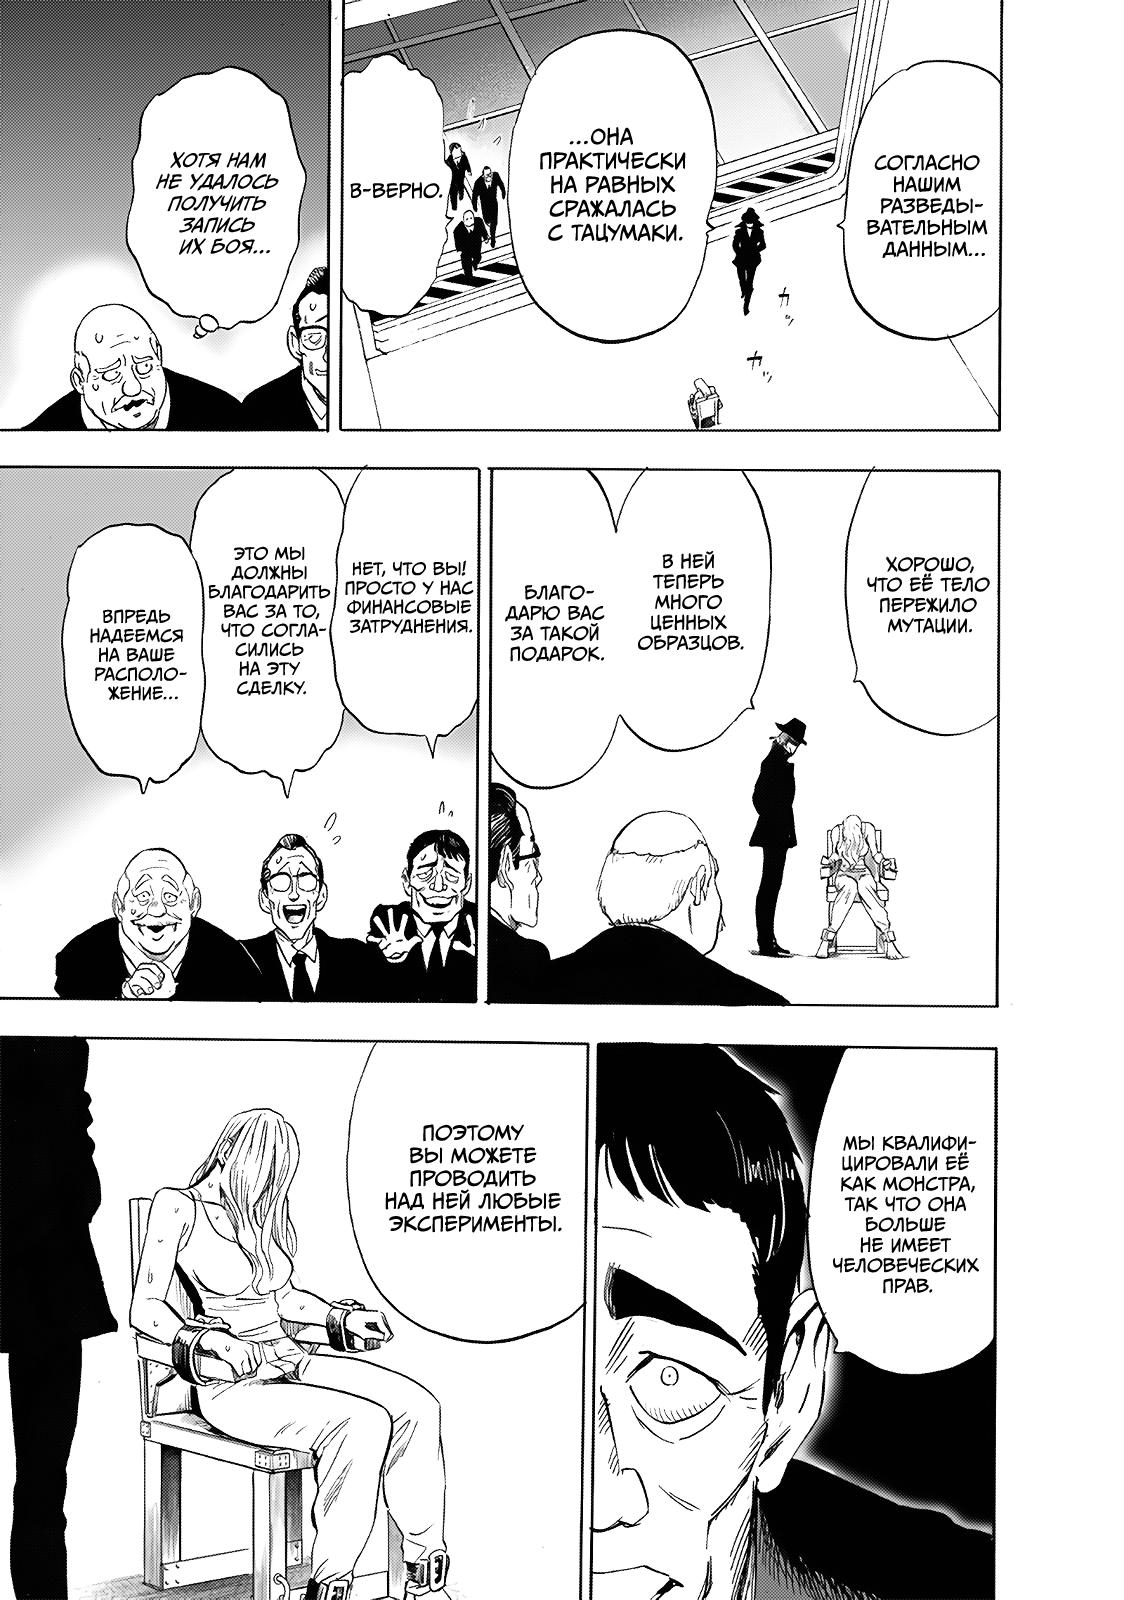 СОГЛАСНО
НАШИМ
РАЗВЕДЫ-
ВАТЕЛЬНЫМ
ДАННЫМ...
...ОНА
ПРАКТИЧЕСКИ
НА РАВНЫХ
СРАЖАЛАСЬ
С ТАЦУМАКИ.
В-ВЕРНО.
カ
ッ
カ
ッ
ХОТЯ НАМ
НЕ УДАЛОСЬ
ПОЛУЧИТЬ
ЗАПИСЬ
ИХ БОЯ...
ХОРОШО,
ЧТО ЕЁ ТЕЛО
ПЕРЕЖИЛО
МУТАЦИИ.
В НЕЙ
ТЕПЕРЬ
МНОГО
ЦЕННЫХ
ОБРАЗЦОВ.
БЛАГО-
ДАРЮ ВАС
ЗА ТАКОЙ
ПОДАРОК.
НЕТ, ЧТО ВЫ!
ПРОСТО У НАС
ФИНАНСОВЫЕ
ЗАТРУДНЕНИЯ.
ЭТО МЫ
ДОЛЖНЫ
БЛАГОДАРИТЬ
ВАС ЗА ТО,
ЧТО СОГЛА-
СИЛИСЬ
НА ЭТУ
СДЕЛКУ.
ВПРЕДЬ
НАДЕЕМСЯ
НА ВАШЕ
РАСПОЛО-
ЖЕНИЕ...
МЫ КВАЛИФИ-
ЦИРОВАЛИ ЕЁ
КАК МОНСТРА,
ТАК ЧТО ОНА
БОЛЬШЕ
НЕ ИМЕЕТ
ЧЕЛОВЕЧЕСКИХ
ПРАВ.
ПОЭТОМУ
ВЫ МОЖЕТЕ
ПРОВОДИТЬ
НАД НЕЙ ЛЮБЫЕ
ЭКСПЕРИМЕНТЫ.